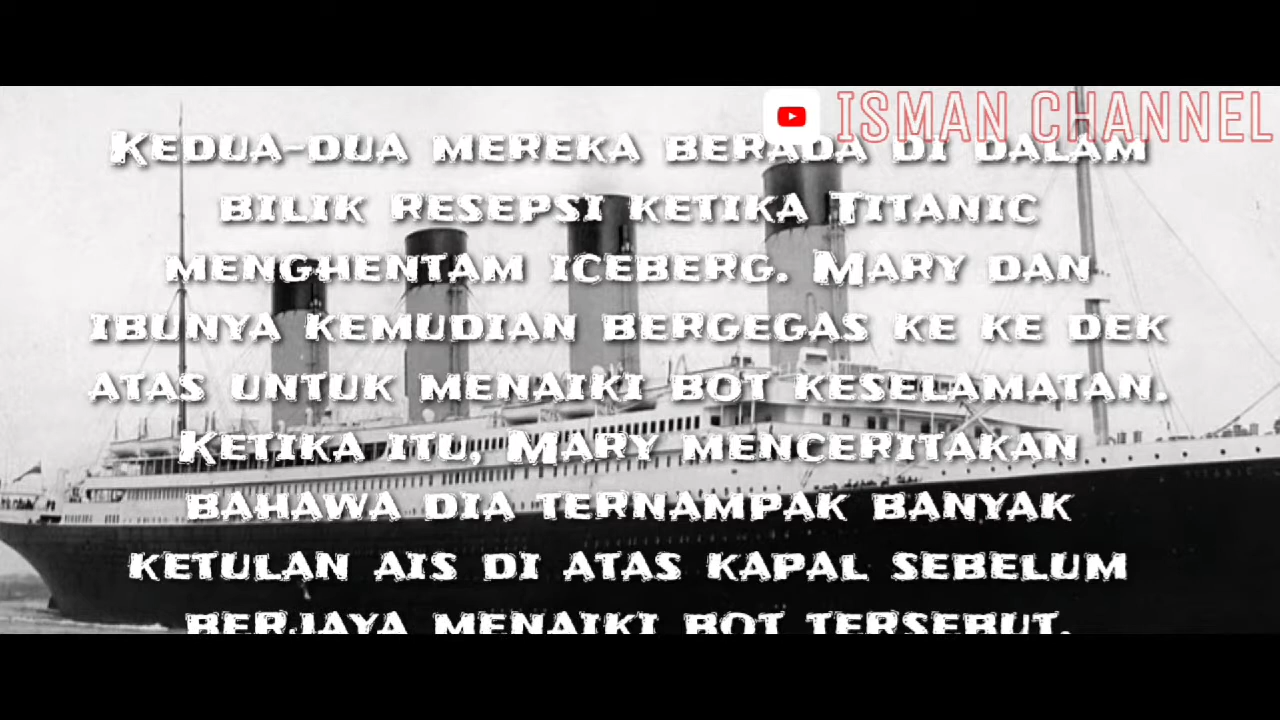 ISMAN CHANNEL
Kedua-dua mereka berada di dalam
bilik resepsi ketika Titanic
menghentam iceberg. Mary dan
ibunya kemudian bergegas ke ke dek
atas untuk menaiki bot keselamatan.
Ketika itu, Mary menceritakan
bahawa dia ternampak banyak
ketulan ais di atas kapal sebelum
berjaya menaiki bot tersebut.